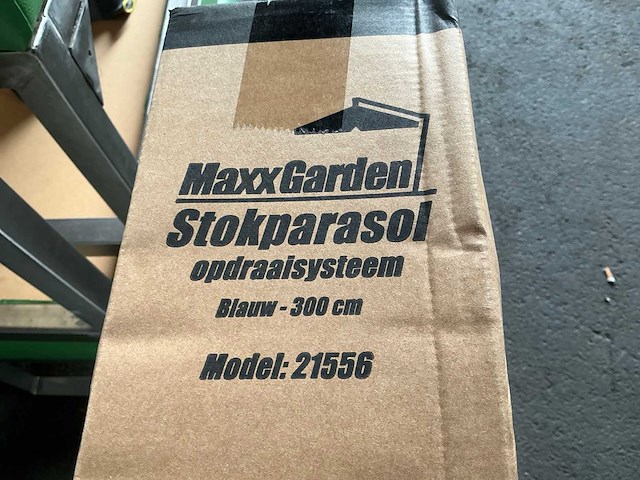 MaxxGarden
Stokparasol
opdraaisysteem
Blauw - 300 cm
Model: 21556